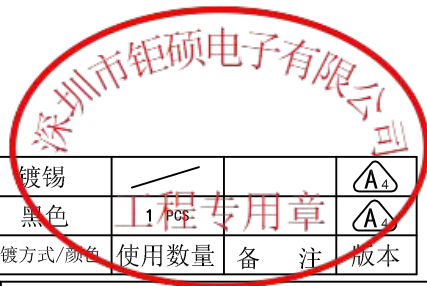 深圳市钜硕电子有限公司
镀锡 A4
工程专用章
黑色 1 PCS. A4
镀方式/颜色 使用数量 备 注 版本